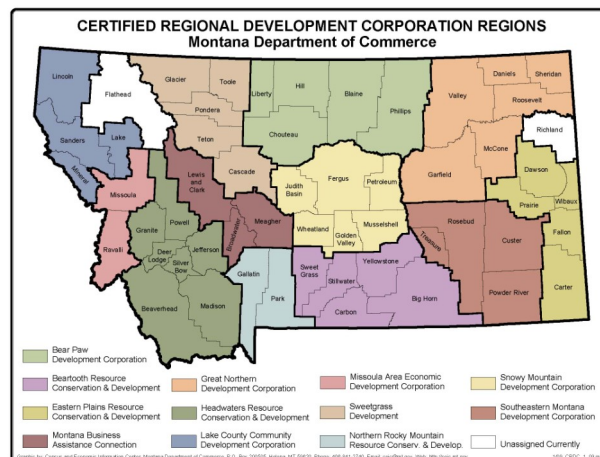 CERTIFIED REGIONAL DEVELOPMENT CORPORATION REGIONS
Montana Department of Commerce
Lincoln
Flathead
Glacier
Toole
Liberty
Hill
Blaine
Phillips
Valley
Daniels
Sheridan
Roosevelt
Pondera
Teton
Chouteau
Richland
Sanders
Lake
Mineral
Missoula
Lewis
and
Clark
Cascade
Judith
Basin
Fergus
Petroleum
Garfield
McCone
Dawson
Prairie
Wibaux
Powell
Granite
Ravalli
Broadwater
Meagher
Wheatland
Golden
Valley
Musselshell
Rosebud
Treasure
Custer
Fallon
Deer
Lodge
Silver
Bow
Jefferson
Gallatin
Park
Sweet
Grass
Stillwater
Yellowstone
Carbon
Big Horn
Powder River
Carter
Beaverhead
Madison
Bear Paw
Development Corporation
Beartooth Resource
Conservation & Development
Great Northern
Development Corporation
Missoula Area Economic
Development Corporation
Snowy Mountain
Development Corporation
Eastern Plains Resource
Conservation & Development
Headwaters Resource
Conservation & Development
Sweetgrass
Development
Southeastern Montana
Development Corporation
Montana Business
Assistance Connection
Lake County Community
Development Corporation
Northern Rocky Mountain
Resource Conserv. & Develop.
Unassigned Currently